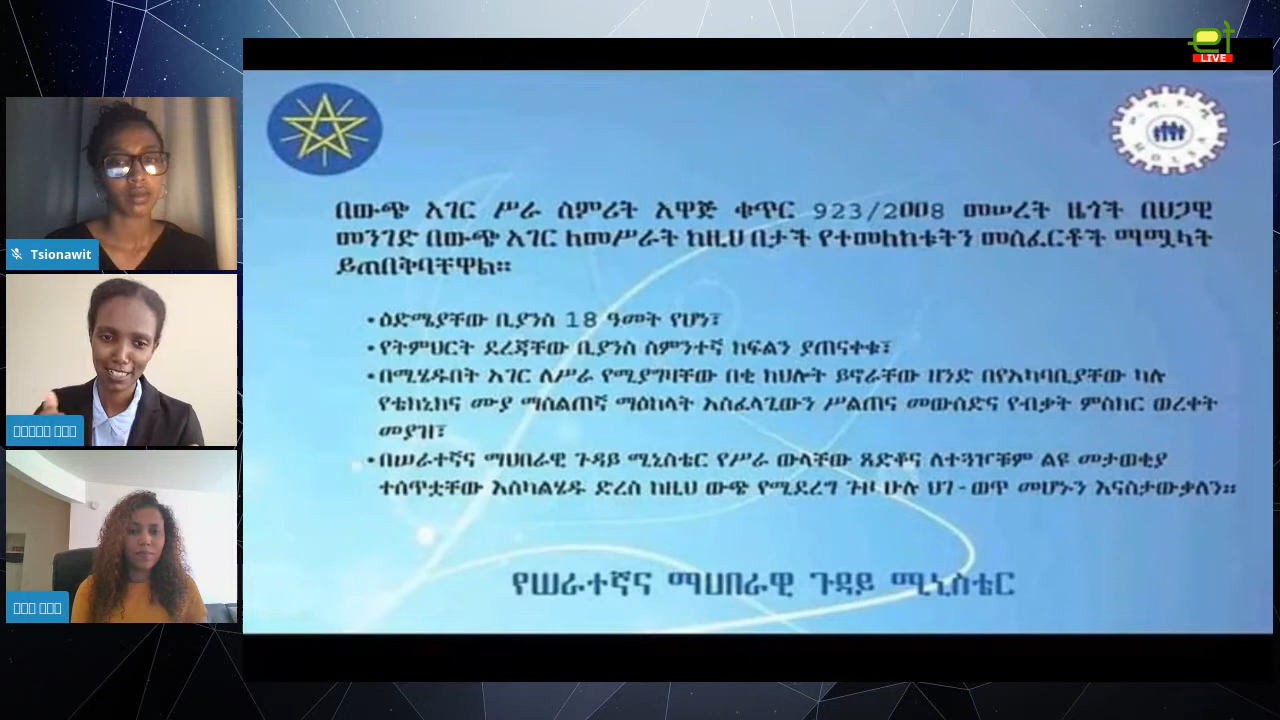 et
LIVE
በውጭ አገር ሥራ ስምሪት አዋጅ ቁጥር 923/2008 መሠረት ዜጎች በህጋዊ
መንገድ በውጭ አገር ለመሥራት ከዚህ በታች የተመለከቱትን መስፈርቶች ማሟላት
ይጠበቅባቸዋል፡፡
•ዕድሜያቸው ቢያንስ 18 ዓመት የሆነ፣
•የትምህርት ደረጃቸው ቢያንስ ስምንተኛ ክፍልን ያጠናቀቁ፣
•በሚሄዱበት አገር ለሥራ የሚያግዛቸው በቂ ክህሎት ይኖራቸው ዘንድ በየአካባቢያቸው ካሉ
የቴክኒክና ሙያ ማሰልጠኛ ማዕከላት አስፈላጊውን ሥልጠና መውሰድና የብቃት ምስክር ወረቀት
መያዝ፣
•በሠራተኛና ማህበራዊ ጉዳይ ሚኒስቴር የሥራ ውላቸው ጸድቆና ለተጓዦቹም ልዩ መታወቂያ
ተሰጥቷቸው እስካልሄዱ ድረስ ከዚህ ውጭ የሚደረግ ጉዞ ሁሉ ህገ-ወጥ መሆኑን እናስታውቃለን፡፡
የሠራተኛና ማህበራዊ ጉዳይ ሚኒስቴር
Tsionawit